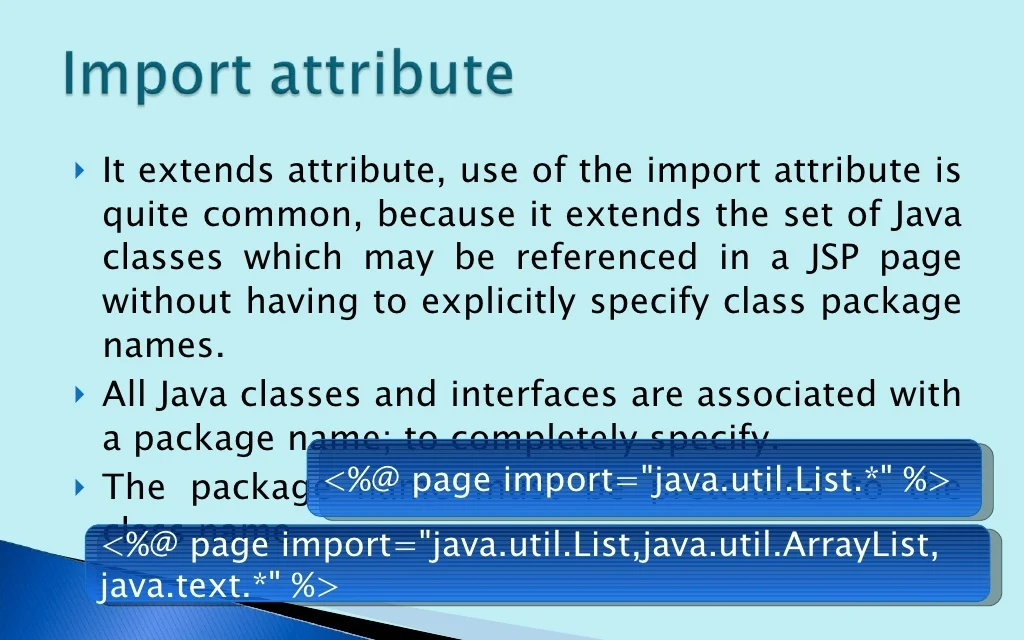 Import attribute
It extends attribute, use of the import attribute is
quite common, because it extends the set of Java
classes which may be referenced in a JSP page
without having to explicitly specify class package
names.
All Java classes and interfaces are associated with
a package name; to completely specify.
The package
<%@ page import="java.util.List.*" %>
class name
<%@ page import="java.util.List,java.util.ArrayList,
java.text.*" %>